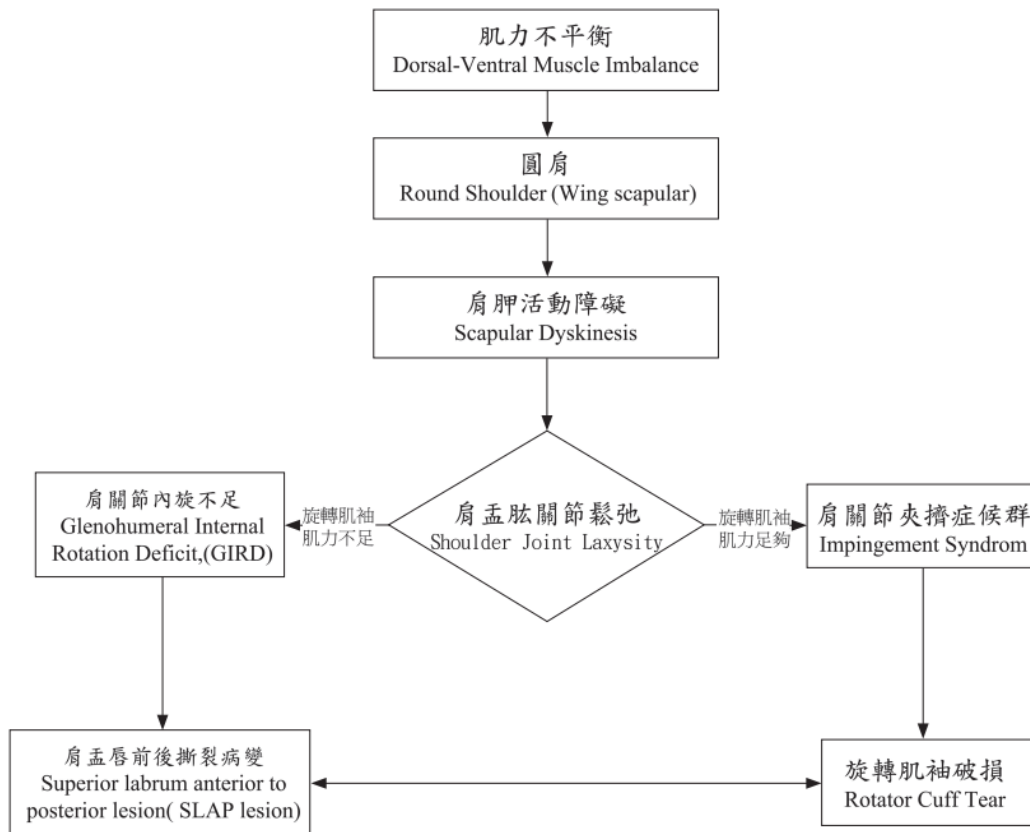 肌力不平衡
Dorsal-Ventral Muscle Imbalance
圓肩
Round Shoulder (Wing scapular)
肩胛活動障礙
Scapular Dyskinesis
肩盂肱關節鬆弛
Shoulder Joint Laxysity
旋轉肌袖
肌力不足
旋轉肌袖
肌力足夠
肩關節內旋不足
Glenohumeral Internal
Rotation Deficit,(GIRD)
肩關節夾擠症候群
Impingement Syndrom
肩盂唇前後撕裂病變
Superior labrum anterior to
posterior lesion( SLAP lesion)
旋轉肌袖破損
Rotator Cuff Tear